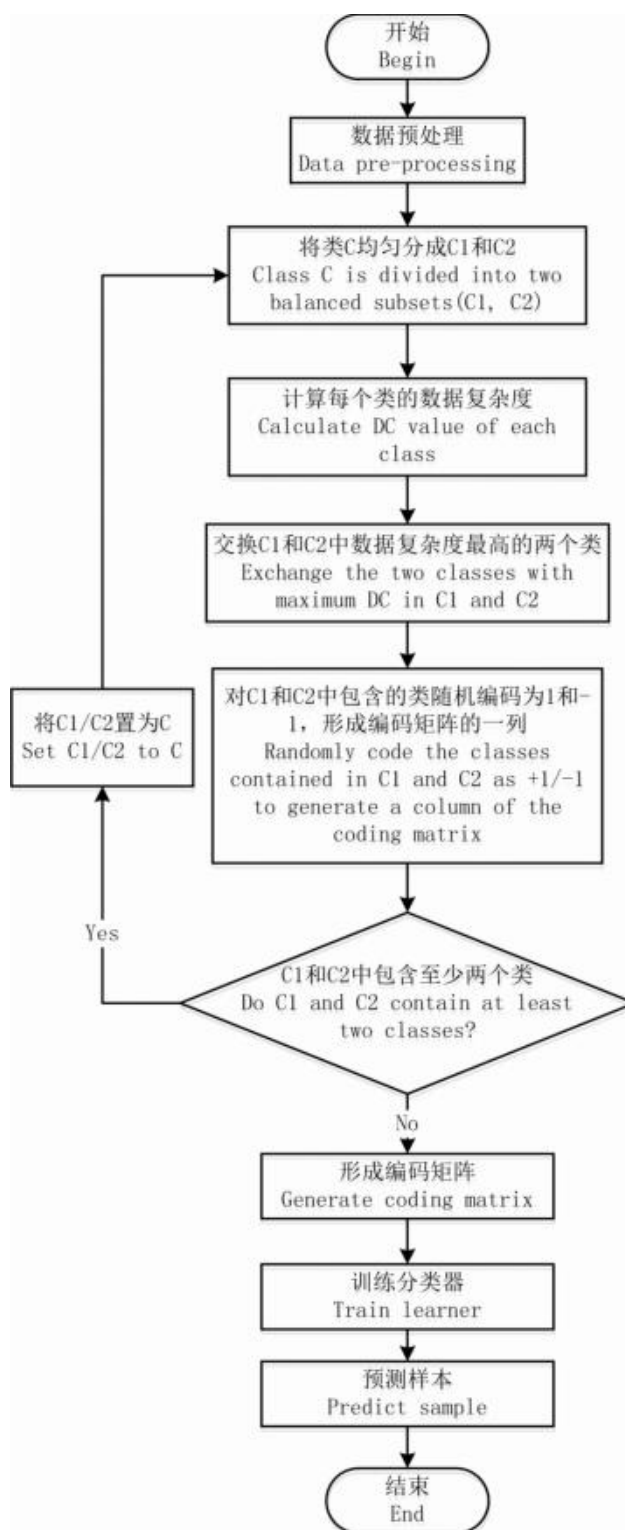 开始
Begin
数据预处理
Data pre-processing
将类C均匀分成C1和C2
Class C is divided into two
balanced subsets(C1, C2)
计算每个类的数据复杂度
Calculate DC value of each
class
交换C1和C2中数据复杂度最高的两个类
Exchange the two classes with
maximum DC in C1 and C2
对C1和C2中包含的类随机编码为1和-
1, 形成编码矩阵的一列
Randomly code the classes
contained in C1 and C2 as +1/-1
to generate a column of the
coding matrix
将C1/C2置为C
Set C1/C2 to C
Yes
C1和C2中包含至少两个类
Do C1 and C2 contain at least
two classes?
No
形成编码矩阵
Generate coding matrix
训练分类器
Train learner
预测样本
Predict sample
结束
End